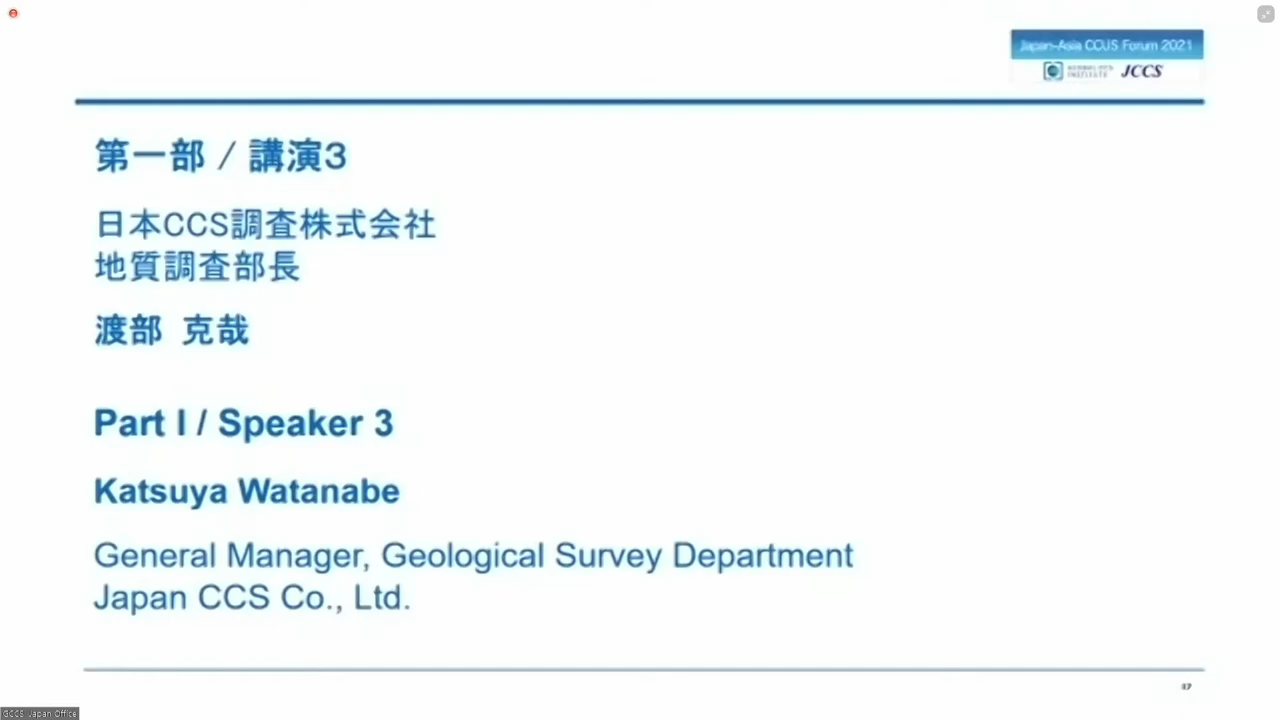 Japan-Asia CCUS Forum 2021
GLOBAL CCS
INSTITUTE
JCCS
第一部 / 講演3
日本CCS調査株式会社
地質調査部長
渡部 克哉
Part I / Speaker 3
Katsuya Watanabe
General Manager, Geological Survey Department
Japan CCS Co., Ltd.
GCCS Japan Office